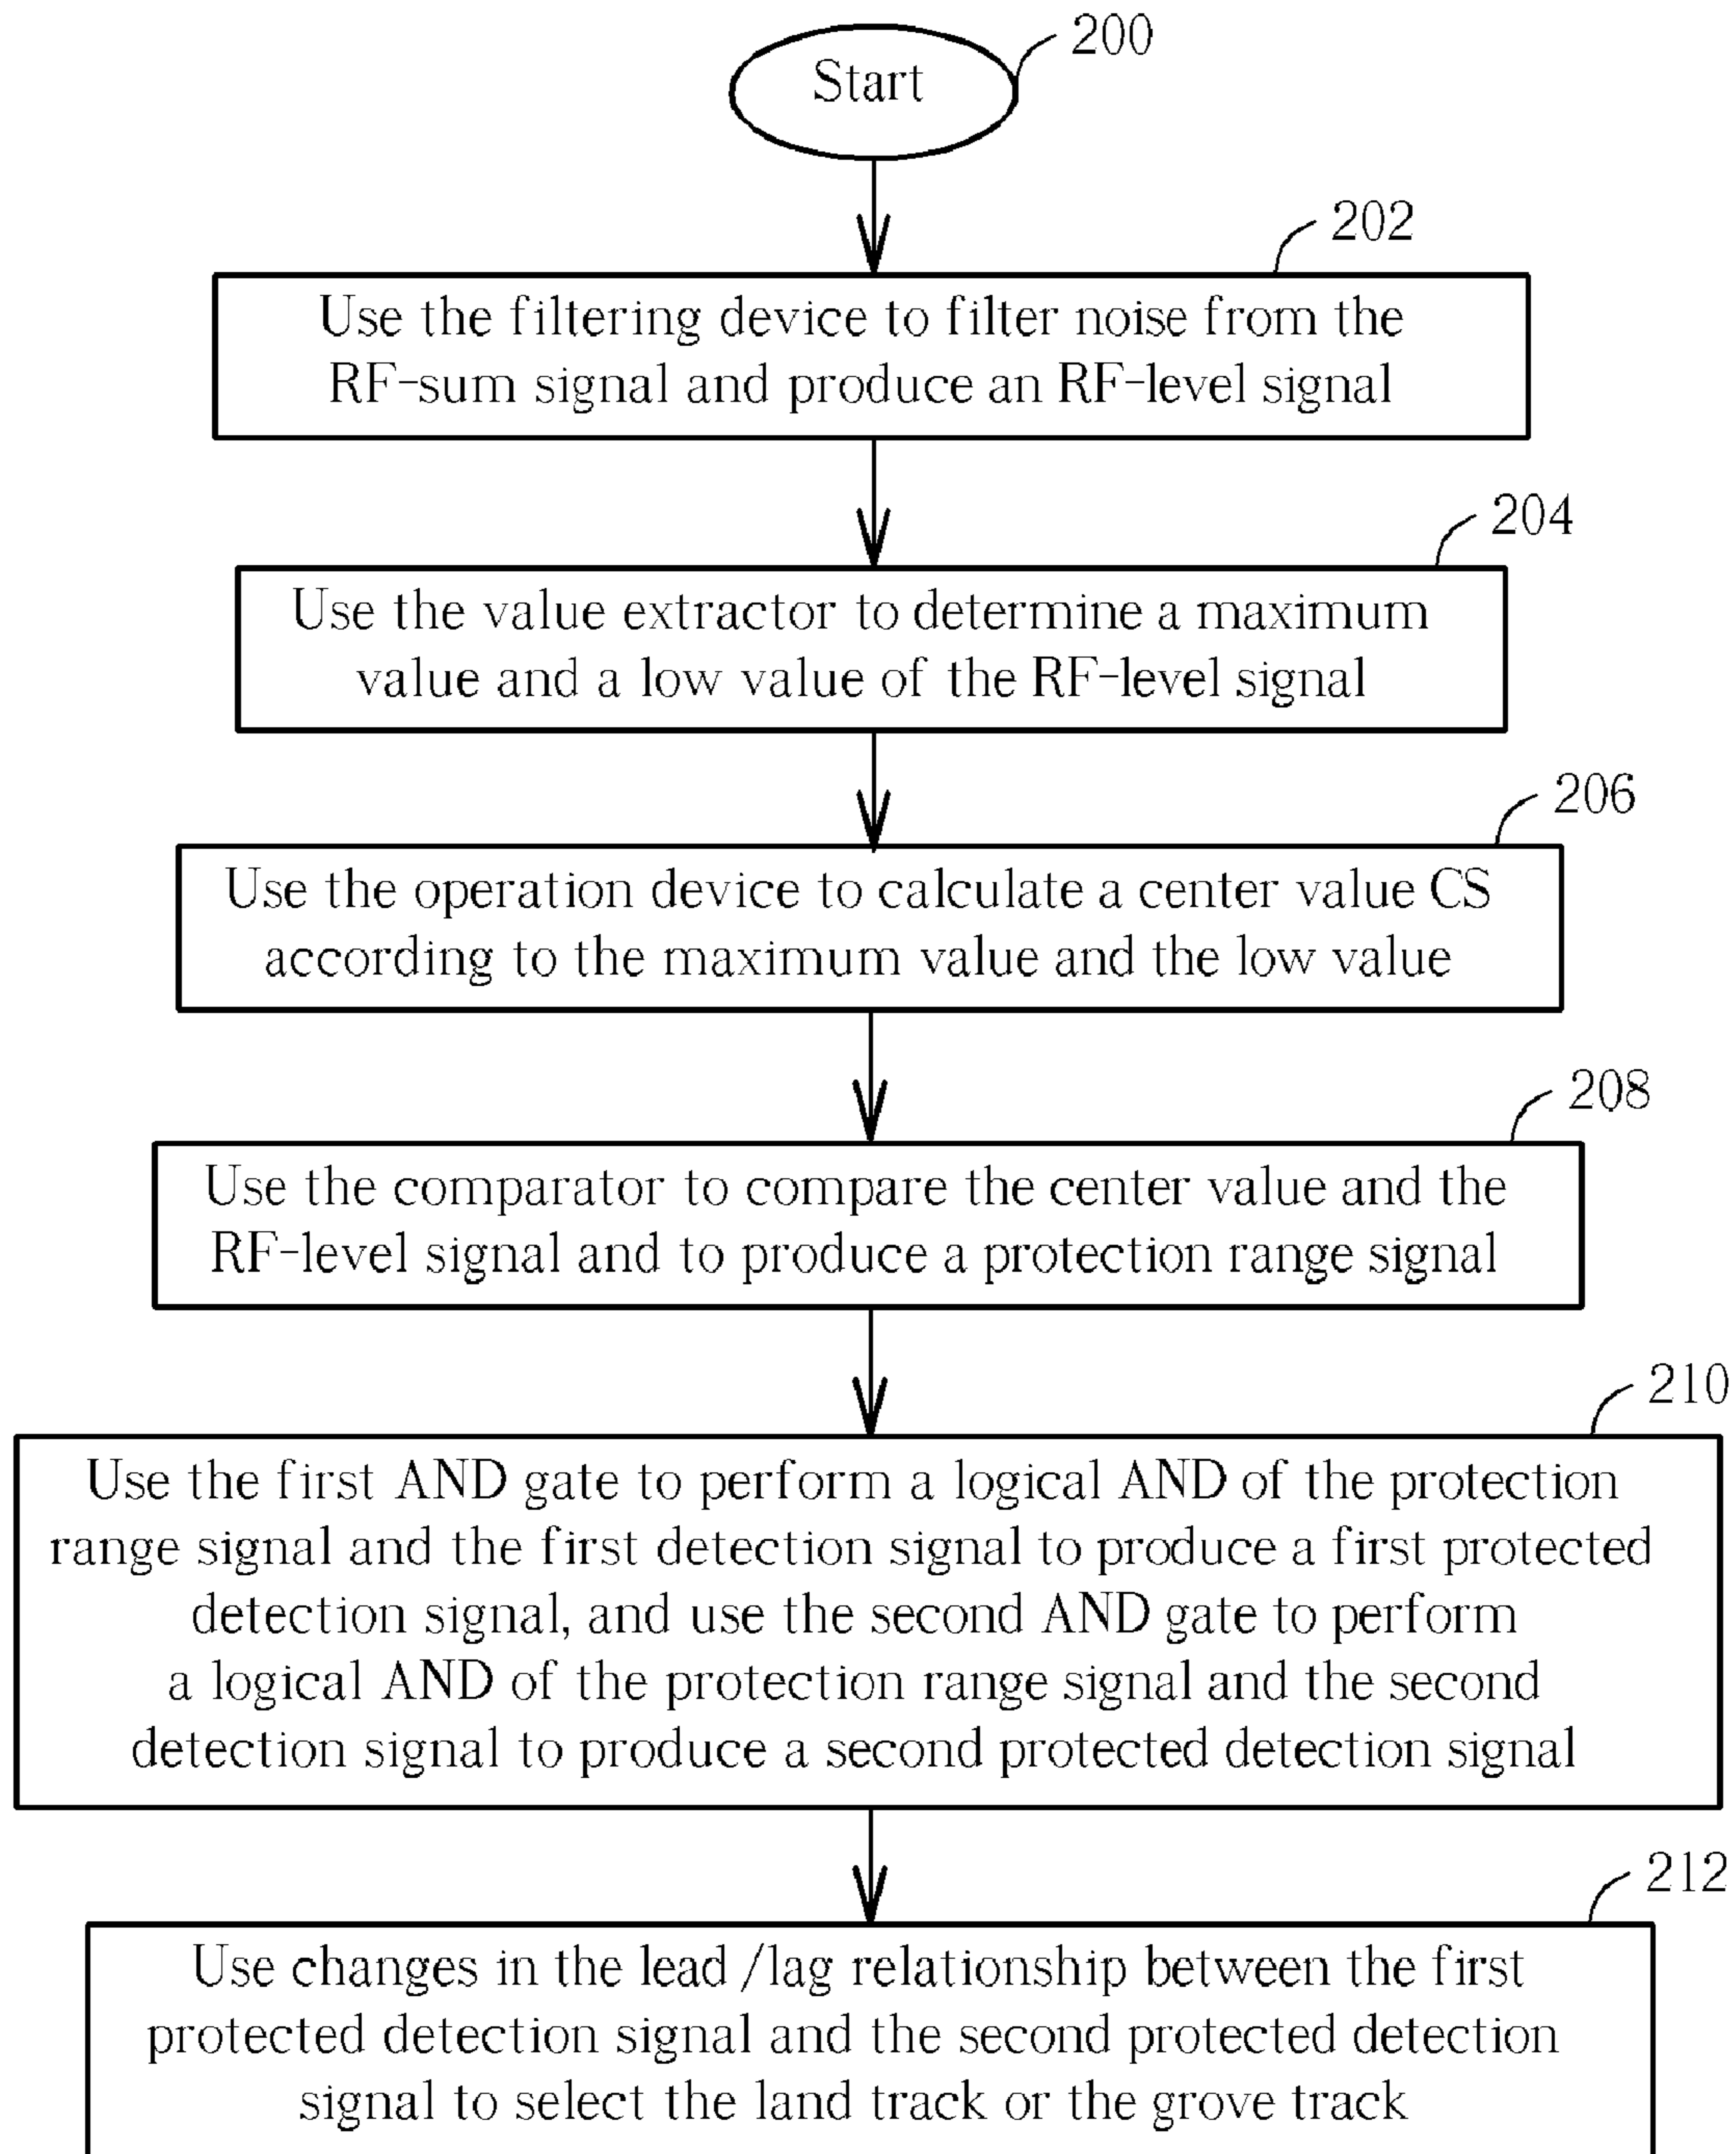 Start
200
202
Use the filtering device to filter noise from the
RF-sum signal and produce an RF-level signal
204
Use the value extractor to determine a maximum
value and a low value of the RF-level signal
206
Use the operation device to calculate a center value CS
according to the maximum value and the low value
208
Use the comparator to compare the center value and the
RF-level signal and to produce a protection range signal
210
Use the first AND gate to perform a logical AND of the protection
range signal and the first detection signal to produce a first protected
detection signal, and use the second AND gate to perform
a logical AND of the protection range signal and the second
detection signal to produce a second protected detection signal
212
Use changes in the lead/lag relationship between the first
protected detection signal and the second protected detection
signal to select the land track or the grove track